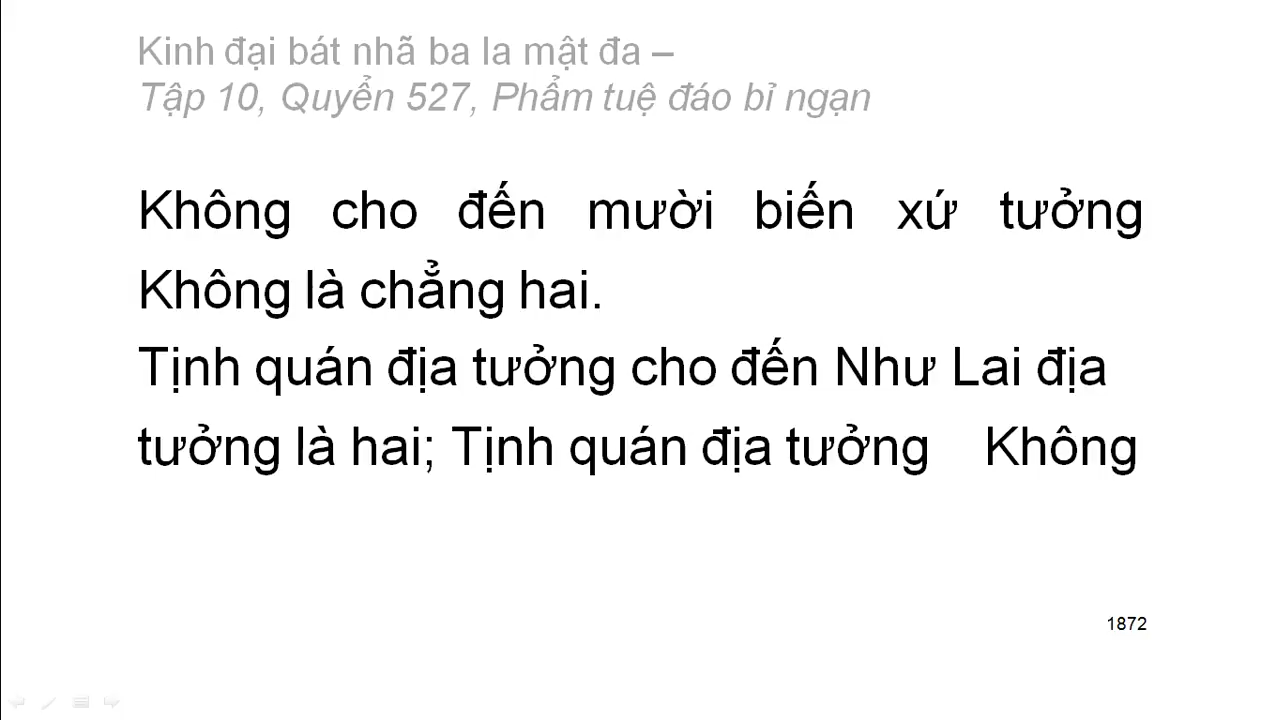 Kinh đại bát nhã ba la mật đa –
Tập 10, Quyển 527, Phẩm tuệ đáo bỉ ngạn
Không cho đến mười biến xứ tưởng
Không là chẳng hai.
Tịnh quán địa tưởng cho đến Như Lai địa
tưởng là hai; Tịnh quán địa tưởng Không
1872